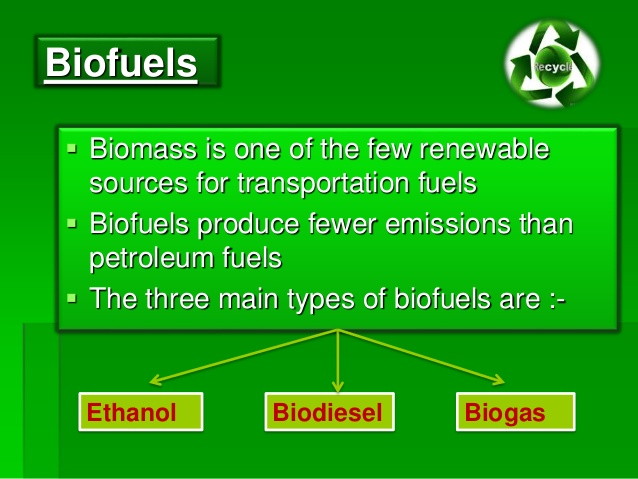 Biofuels
Recycle
▪ Biomass is one of the few renewable
sources for transportation fuels
▪ Biofuels produce fewer emissions than
petroleum fuels
▪ The three main types of biofuels are :-
Ethanol
Biodiesel
Biogas